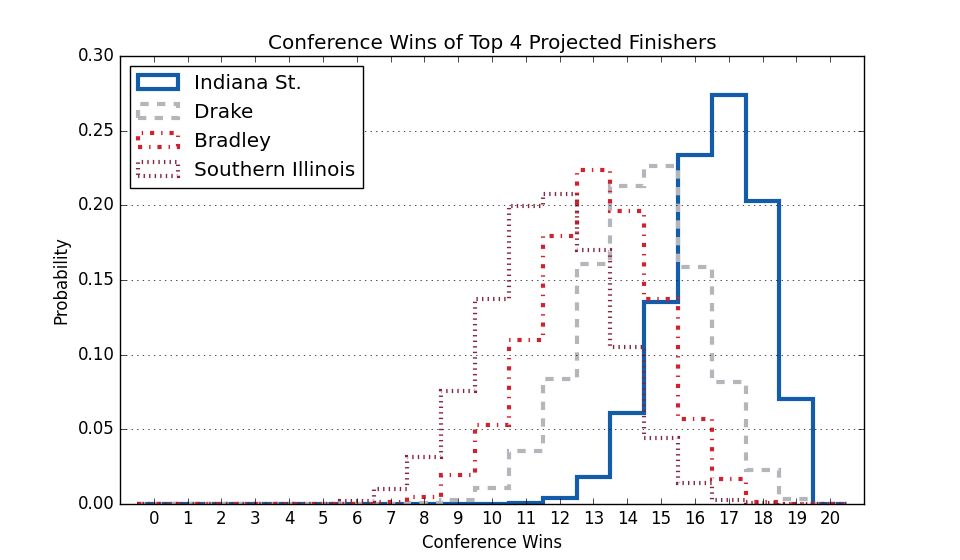 Conference Wins of Top 4 Projected Finishers
0.30
0.25
0.20
0.15
0.10
0.05
0.00
Probability
Indiana St.
Drake
Bradley
Southern Illinois
0 1 2 3 4 5 6 7 8 9 10 11 12 13 14 15 16 17 18 19 20
Conference Wins